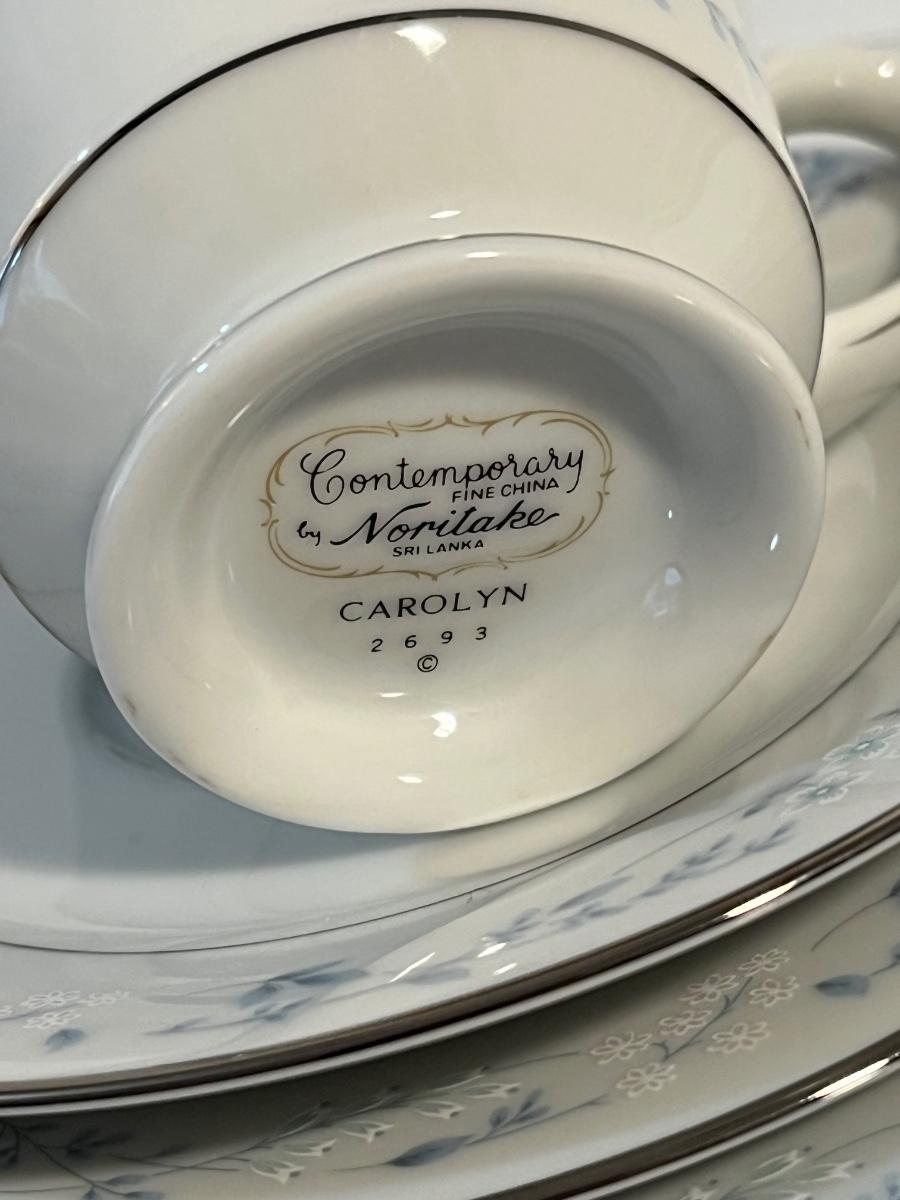 Contemporary
FINE CHINA
by Noritake
SRI LANKA
CAROLYN
2693
©